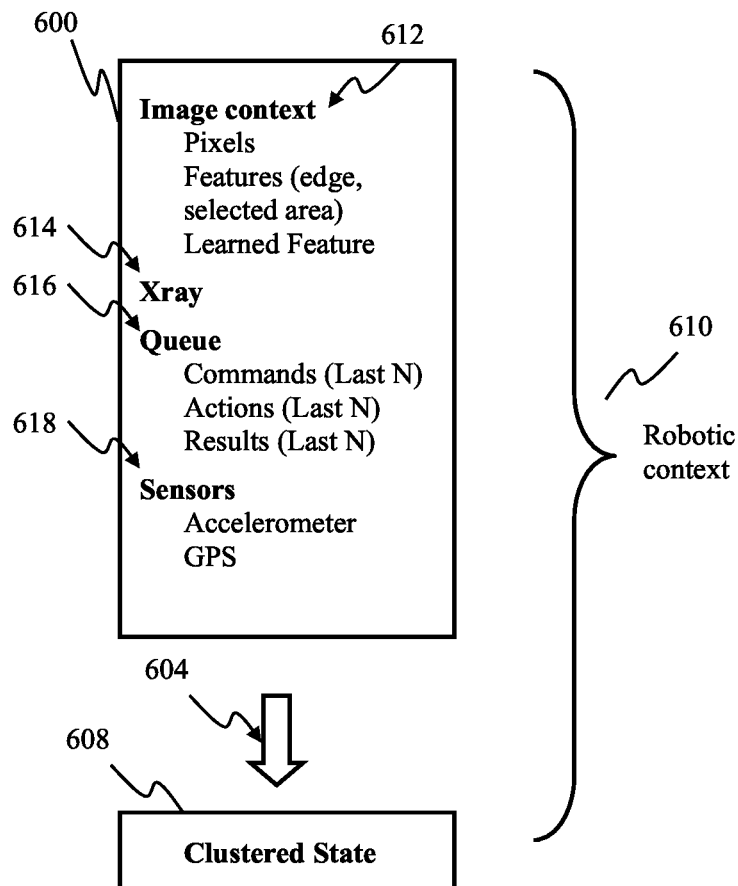 600
612
Image context
Pixels
Features (edge,
selected area)
Learned Feature
614
Xray
616
Queue
Commands (Last N)
Actions (Last N)
Results (Last N)
618
Sensors
Accelerometer
GPS
610
Robotic
context
604
608
Clustered State